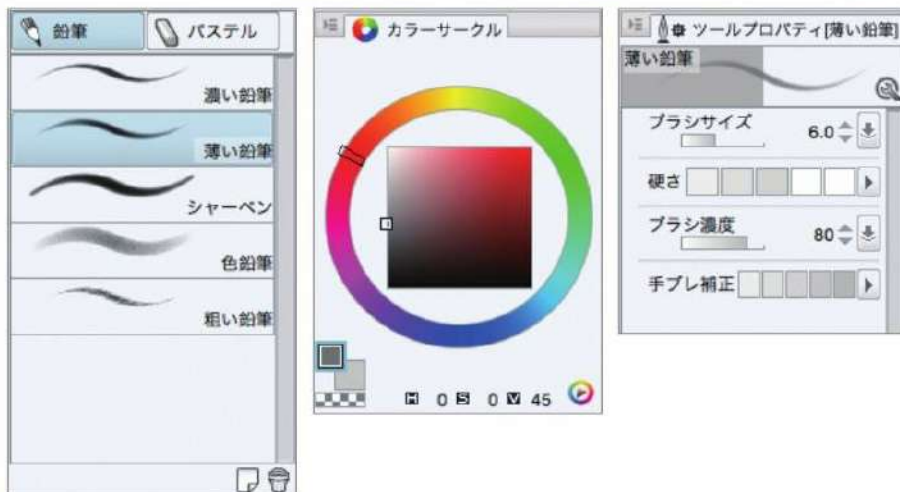 鉛筆
パステル
濃い鉛筆
薄い鉛筆
シャーペン
色鉛筆
粗い鉛筆
カラーサークル
H 0 S 0 V 45
ツールプロパティ[薄い鉛筆]
薄い鉛筆
ブラシサイズ 6.0
硬さ
ブラシ濃度 80
手ブレ補正